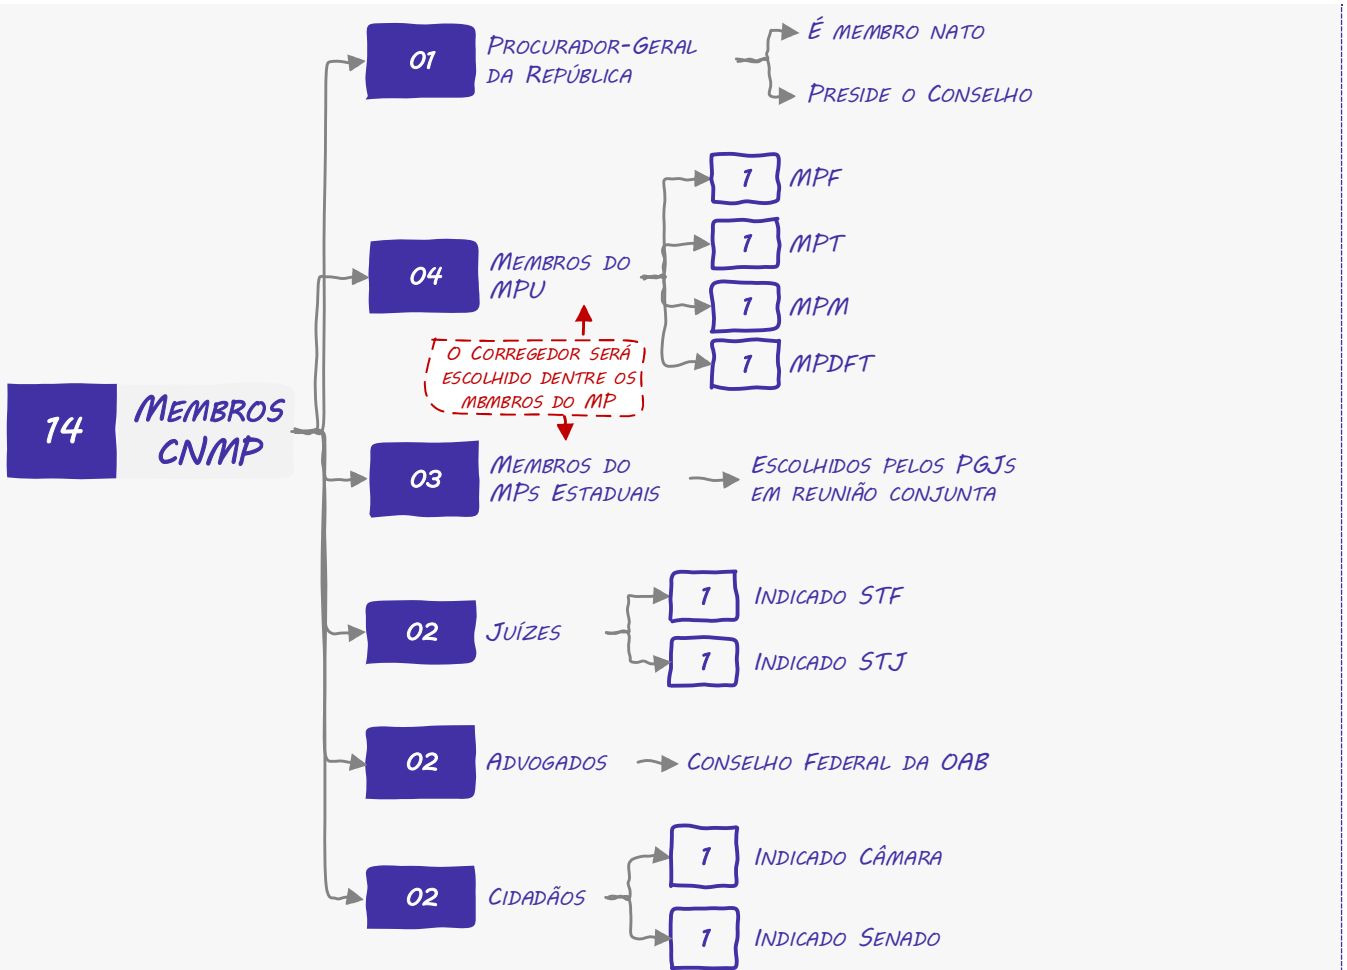 01
Procurador-Geral
da República
É membro nato
Preside o Conselho
04
Membros do
MPU
1
MPF
1
MPT
1
MPM
1
MPDFT
O Corregedor será
escolhido dentre os
mbmbros do MP
14
Membros
CNMP
03
Membros do
MPs Estaduais
Escolhidos pelos PGJs
em reunião conjunta
02
Juízes
1
Indicado STF
1
Indicado STJ
02
Advogados
Conselho Federal da OAB
02
Cidadãos
1
Indicado Câmara
1
Indicado Senado